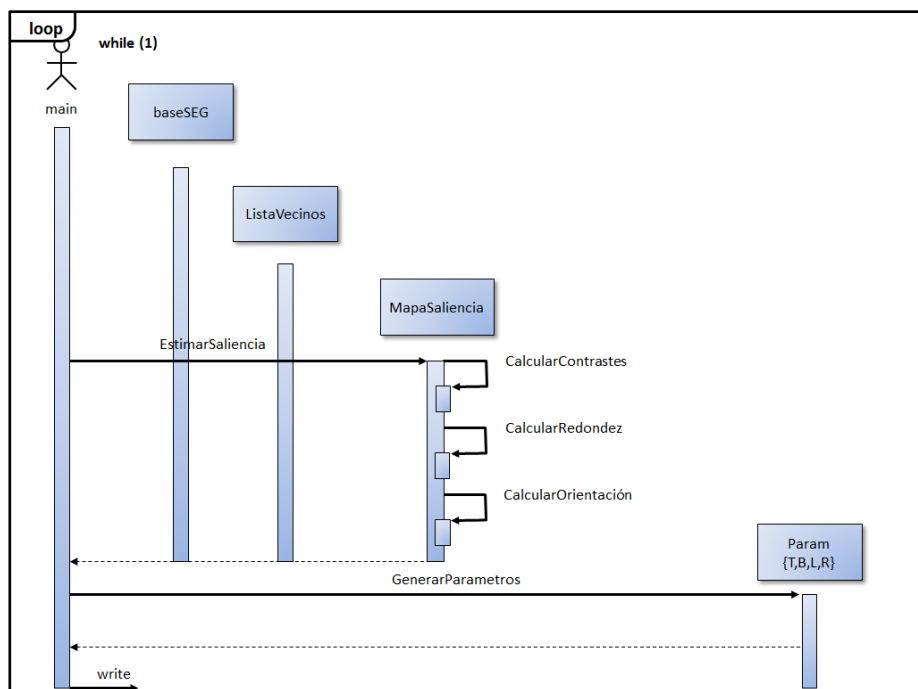 loop
while (1)
main
baseSEG
ListaVecinos
MapaSaliencia
EstimarSaliencia
CalcularContrastes
CalcularRedondez
CalcularOrientación
Param
{T,B,L,R}
GenerarParametros
write